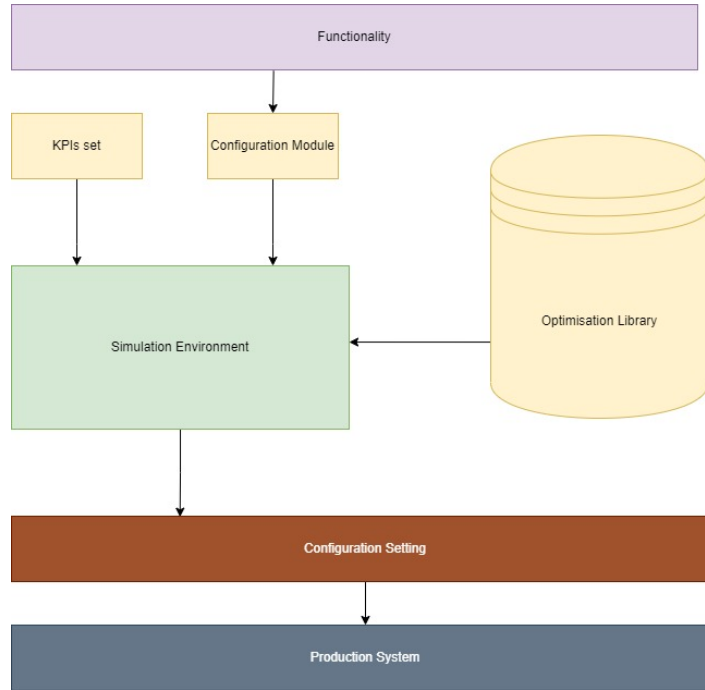 Functionality
KPIs set
Configuration Module
Optimisation Library
Simulation Environment
Configuration Setting
Production System